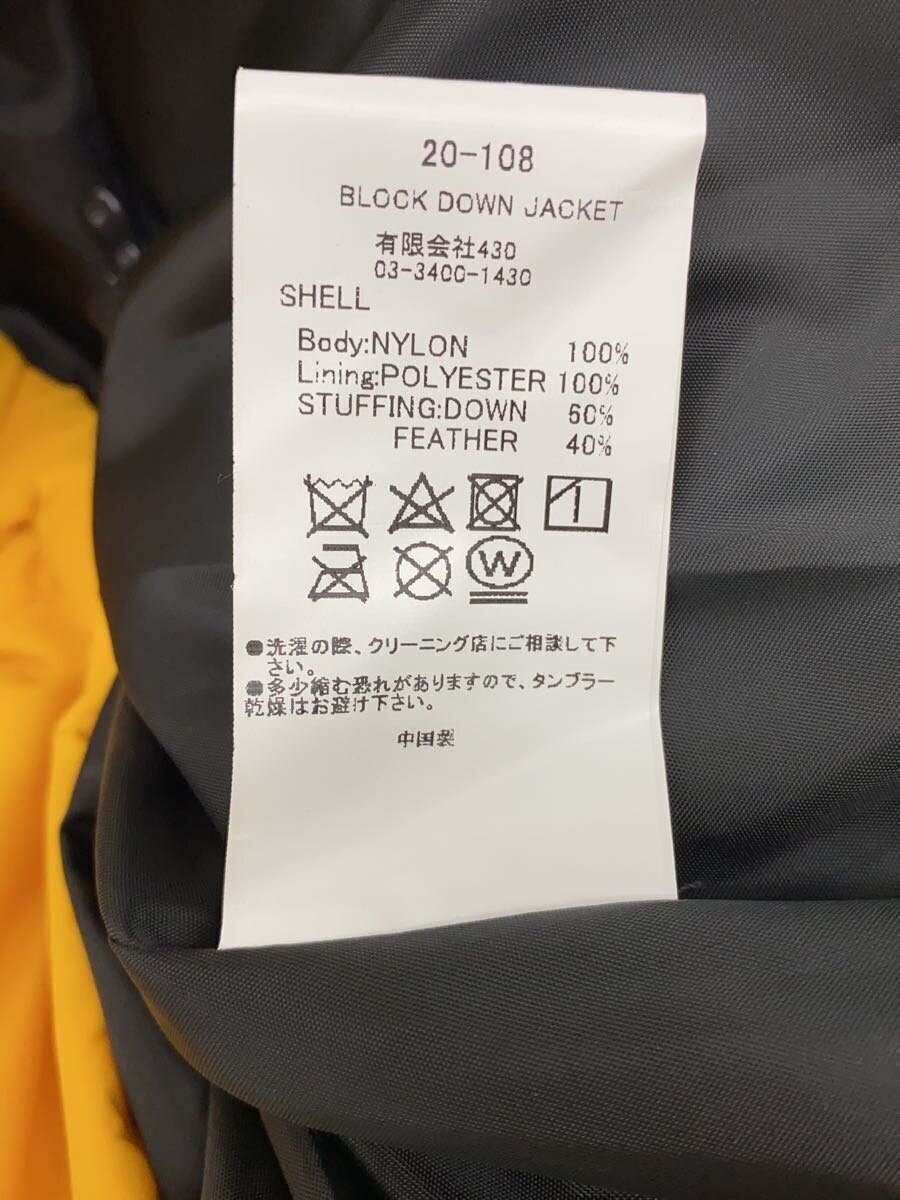 20-108
BLOCK DOWN JACKET
有限会社430
03-3400-1430
SHELL
Body:NYLON 100%
Lining:POLYESTER 100%
STUFFING:DOWN 60%
FEATHER 40%
W
●洗濯の際、クリーニング店にご相談して下
さい。
●多少縮む恐れがありますので、タンブラー
乾燥はお避け下さい。
中国製